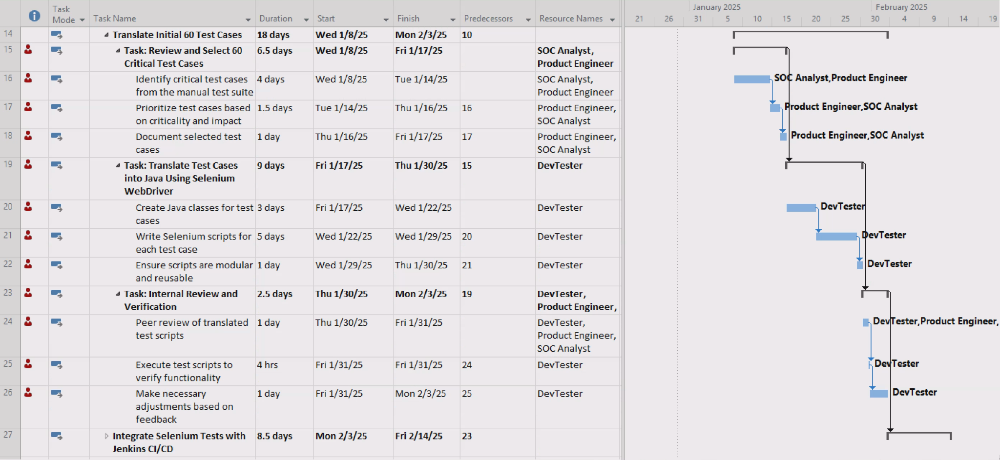 January 2025 February 2025
Task Mode Task Name Duration Start Finish Predecessors Resource Names 21 26 31 5 10 15 20 25 30 4 9 14 19
14 Translate Initial 60 Test Cases 18 days Wed 1/8/25 Mon 2/3/25 10
15 Task: Review and Select 60 6.5 days Wed 1/8/25 Fri 1/17/25 SOC Analyst,
Critical Test Cases Product Engineer
16 Identify critical test cases 4 days Wed 1/8/25 Tue 1/14/25 SOC Analyst, SOC Analyst,Product Engineer
from the manual test suite Product Engineer
17 Prioritize test cases based 1.5 days Tue 1/14/25 Thu 1/16/25 16 Product Engineer, Product Engineer,SOC Analyst
on criticality and impact SOC Analyst
18 Document selected test 1 day Thu 1/16/25 Fri 1/17/25 17 Product Engineer, Product Engineer,SOC Analyst
cases SOC Analyst
19 Task: Translate Test Cases 9 days Fri 1/17/25 Thu 1/30/25 15 DevTester
into Java Using Selenium
WebDriver
20 Create Java classes for test 3 days Fri 1/17/25 Wed 1/22/25 DevTester DevTester
cases
21 Write Selenium scripts for 5 days Wed 1/22/25 Wed 1/29/25 20 DevTester DevTester
each test case
22 Ensure scripts are modular 1 day Wed 1/29/25 Thu 1/30/25 21 DevTester DevTester
and reusable
23 Task: Internal Review and 2.5 days Thu 1/30/25 Mon 2/3/25 19 DevTester,
Verification Product Engineer,
24 Peer review of translated 1 day Thu 1/30/25 Fri 1/31/25 DevTester, DevTester,Product Engineer,
test scripts Product Engineer,
SOC Analyst
25 Execute test scripts to 4 hrs Fri 1/31/25 Fri 1/31/25 24 DevTester DevTester
verify functionality
26 Make necessary 1 day Fri 1/31/25 Mon 2/3/25 25 DevTester DevTester
adjustments based on
feedback
27 Integrate Selenium Tests with 8.5 days Mon 2/3/25 Fri 2/14/25 23
Jenkins CI/CD